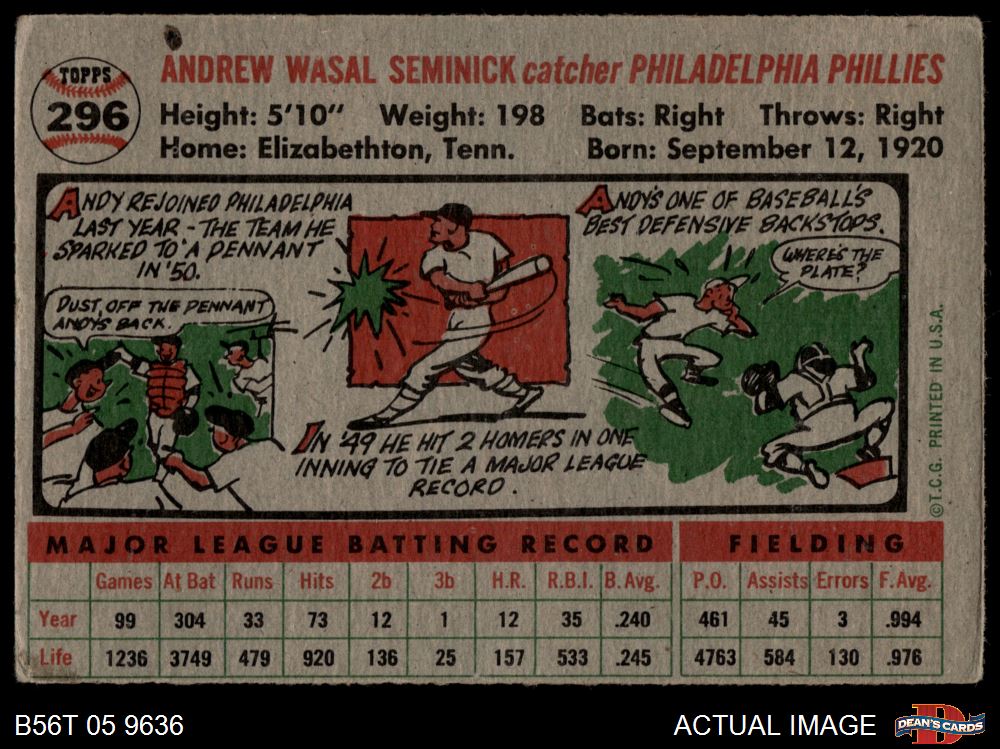 TOPPS
296
ANDREW WASAL SEMINICK catcher PHILADELPHIA PHILLIES
Height: 5'10" Weight: 198 Bats: Right Throws: Right
Home: Elizabethton, Tenn. Born: September 12, 1920
ANDY REJOINED PHILADELPHIA
LAST YEAR - THE TEAM HE
SPARKED TO A PENNANT
IN '50.
DUST OFF THE PENNANT
ANDYS BACK.
IN '49 HE HIT 2 HOMERS IN ONE
INNING TO TIE A MAJOR LEAGUE
RECORD.
ANDY'S ONE OF BASEBALL'S
BEST DEFENSIVE BACKSTOPS.
WHERE'S THE
PLATE?
©T.C.G. PRINTED IN U.S.A.
MAJOR LEAGUE BATTING RECORD FIELDING
Games At Bat Runs Hits 2b 3b H.R. R.B.I. B. Avg. P.O. Assists Errors F. Avg.
Year 99 304 33 73 12 1 12 35 .240 461 45 3 .994
Life 1236 3749 479 920 136 25 157 533 .245 4763 584 130 .976
B56T 05 9636 ACTUAL IMAGE
D
DEAN'S CARDS